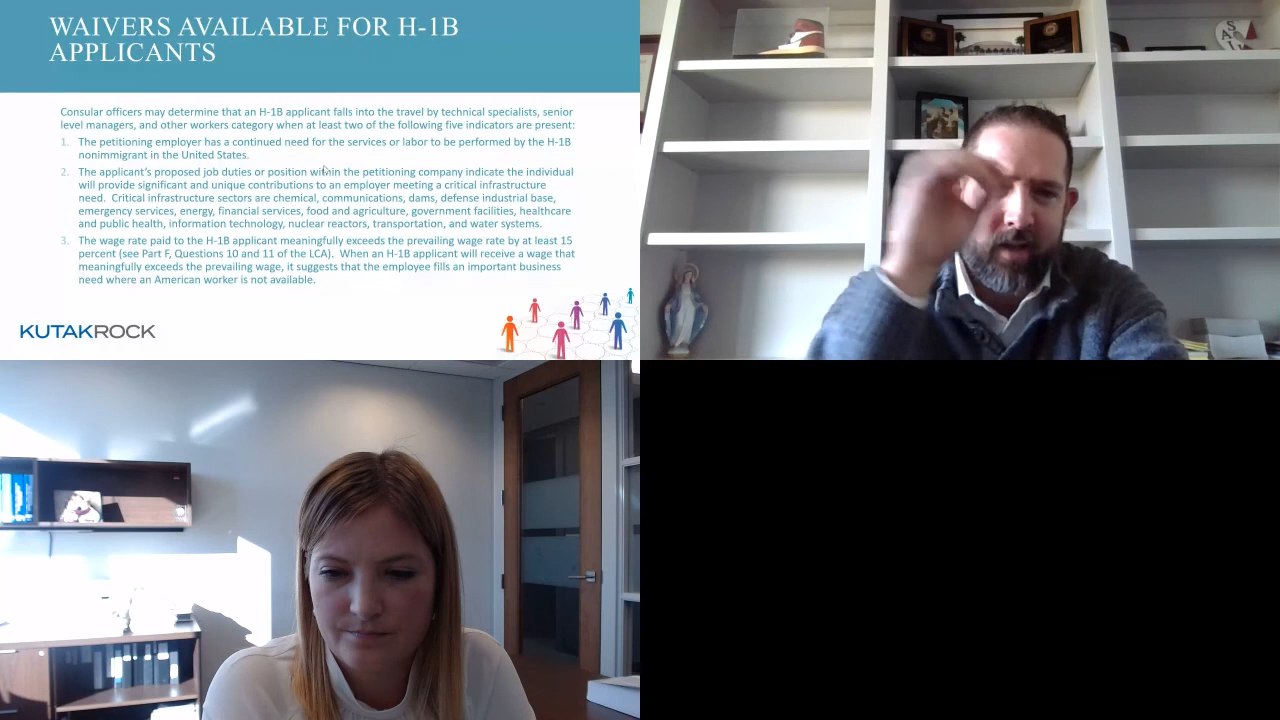 WAIVERS AVAILABLE FOR H-1B
APPLICANTS
Consular officers may determine that an H-1B applicant falls into the travel by technical specialists, senior
level managers, and other workers category when at least two of the following five indicators are present:
1. The petitioning employer has a continued need for the services or labor to be performed by the H-1B
nonimmigrant in the United States.
2. The applicant's proposed job duties or position within the petitioning company indicate the individual
will provide significant and unique contributions to an employer meeting a critical infrastructure
need. Critical infrastructure sectors are chemical, communications, dams, defense industrial base,
emergency services, energy, financial services, food and agriculture, government facilities, healthcare
and public health, information technology, nuclear reactors, transportation, and water systems.
3. The wage rate paid to the H-1B applicant meaningfully exceeds the prevailing wage rate by at least 15
percent (see Part F, Questions 10 and 11 of the LCA). When an H-1B applicant will receive a wage that
meaningfully exceeds the prevailing wage, it suggests that the employee fills an important business
need where an American worker is not available.
KUTAKROCK